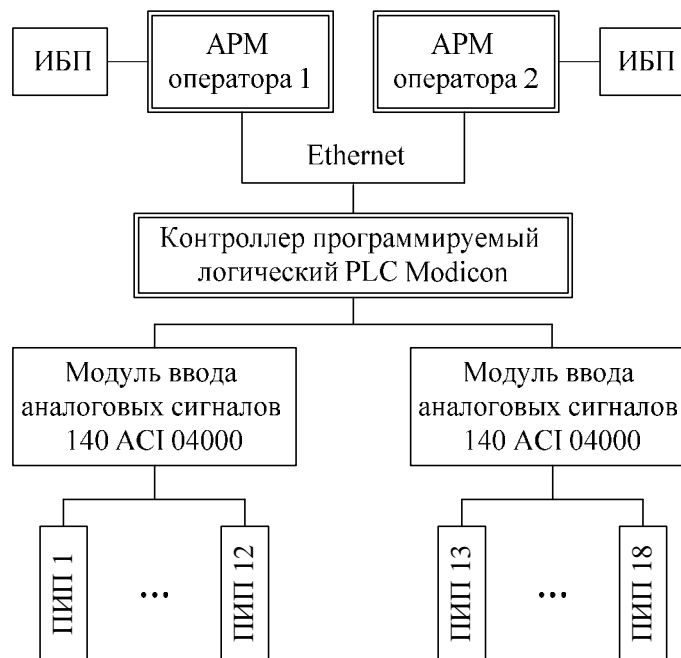 ИБП
АРМ
оператора 1
АРМ
оператора 2
ИБП
Ethernet
Контроллер программируемый
логический PLC Modicon
Модуль ввода
аналоговых сигналов
140 ACI 04000
Модуль ввода
аналоговых сигналов
140 ACI 04000
ПИП 1
...
ПИП 12
ПИП 13
...
ПИП 18